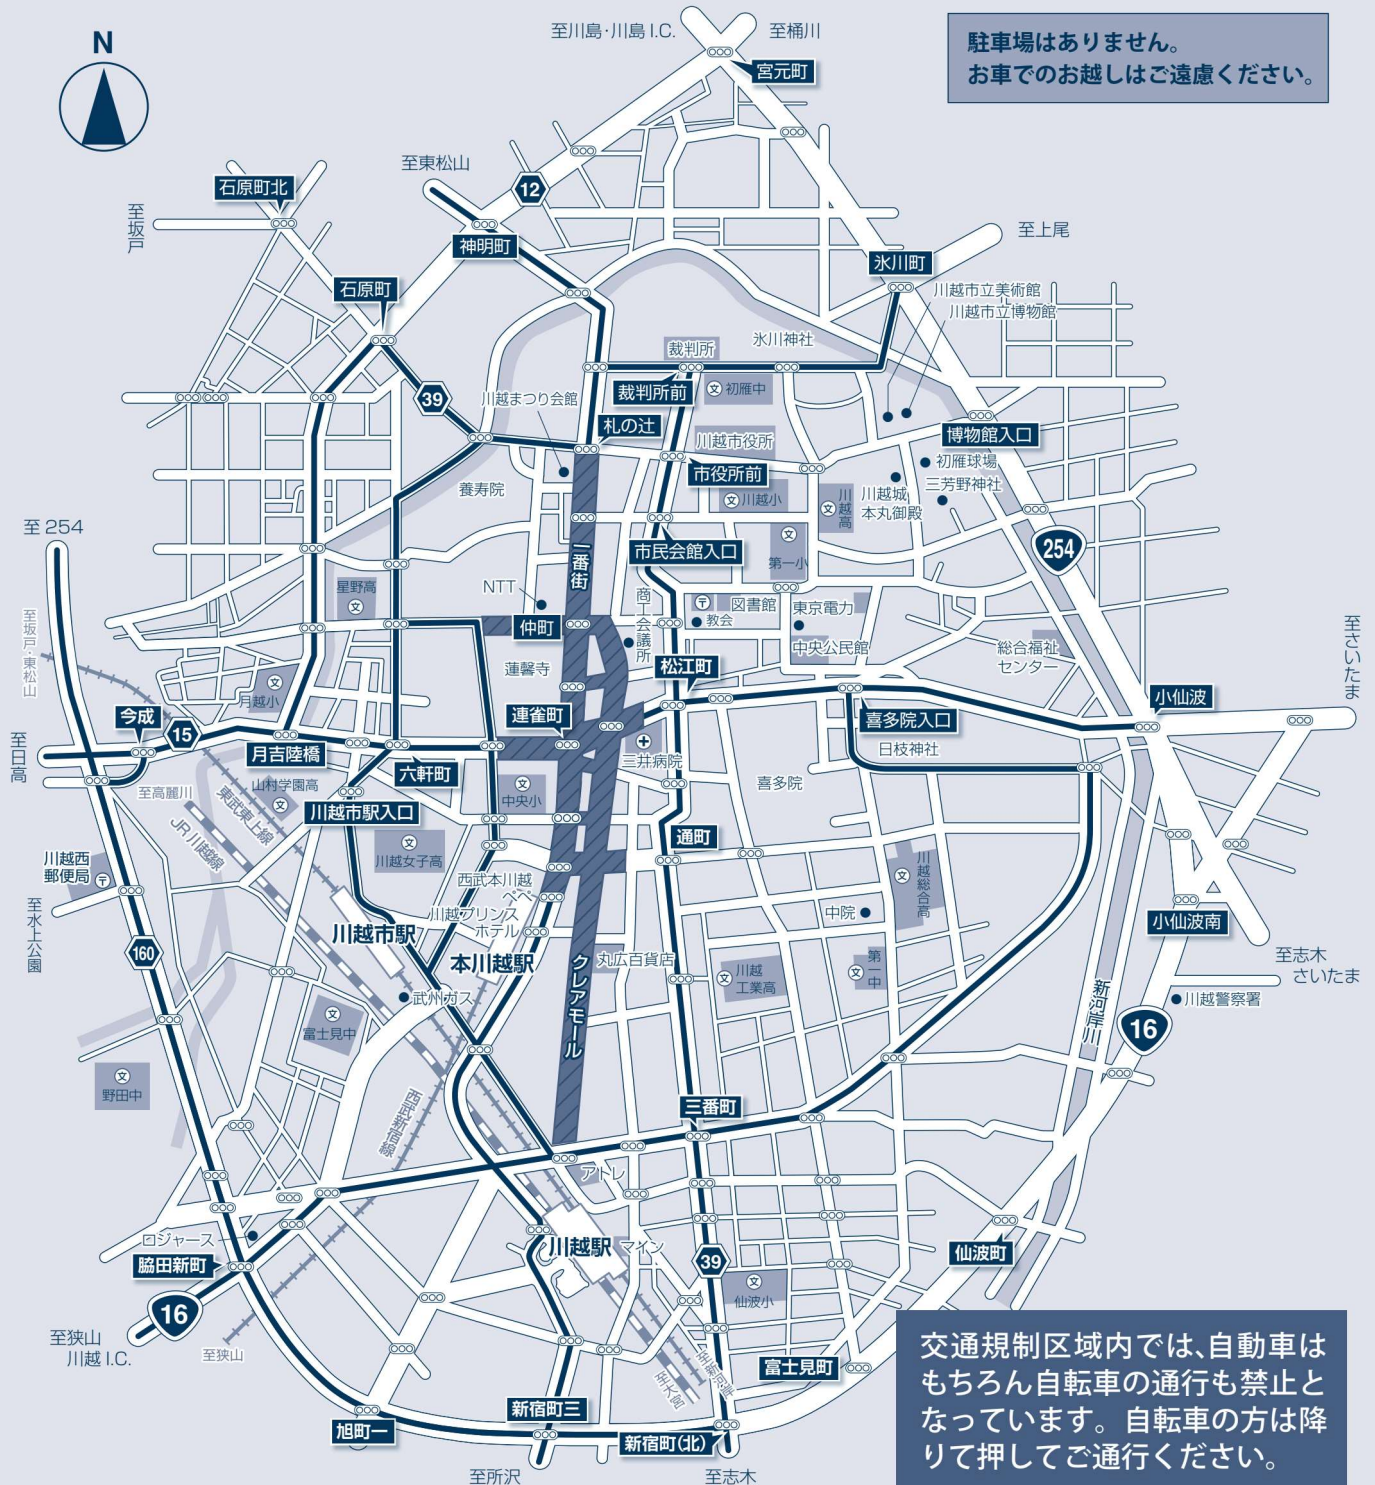 N
駐車場はありません。
お車でのお越しはご遠慮ください。
至川島・川島 I.C.
至桶川
宮元町
至東松山
12
石原町北
至坂戸
神明町
至上尾
氷川町
石原町
川越市立美術館
川越市立博物館
裁判所
氷川神社
39
川越まつり会館
裁判所前
文 初雁中
札の辻
川越市役所
博物館入口
市役所前
初雁球場
養寿院
文 川越小
文 川越高
川越城
本丸御殿
三芳野神社
至 254
一番街
市民会館入口
文
第一小
254
星野高
文
NTT
商工会議所
〒
図書館
東京電力
教会
至坂戸・東松山
仲町
中央公民館
総合福祉
センター
至さいたま
蓮馨寺
松江町
文
月越小
小仙波
今成
15
連雀町
喜多院入口
至日高
月吉陸橋
三井病院
日枝神社
六軒町
至高麗川
山村学園高
文
文
中央小
喜多院
川越市駅入口
東武東上線
JR川越線
通町
文
川越女子高
川越西
郵便局
〒
西武本川越
ペペ
文 川越総合高
至水上公園
川越プリンス
ホテル
中院
川越市駅
小仙波南
160
本川越駅
丸広百貨店
クレアモール
文 川越
工業高
文 第一中
至志木
さいたま
武州ガス
新河岸川
川越警察署
文
富士見中
16
文
野田中
西武新宿線
三番町
アトレ
ロジャース
川越駅
マイン
仙波町
39
脇田新町
文
仙波小
16
至狭山
川越 I.C.
至狭山
至新河岸
至大宮
富士見町
新宿町三
旭町一
新宿町(北)
至所沢
至志木
交通規制区域内では、自動車は
もちろん自転車の通行も禁止と
なっています。自転車の方は降
りて押してご通行ください。